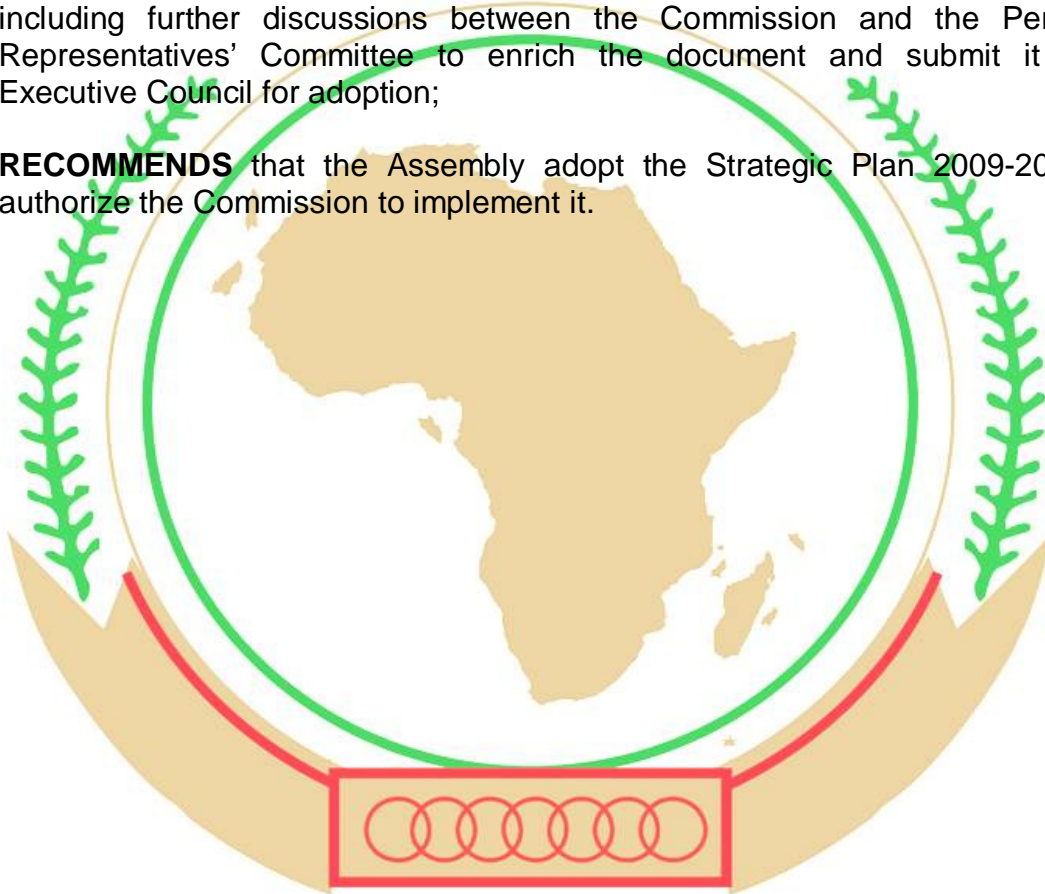 including further discussions between the Commission and the Per
Representatives’ Committee to enrich the document and submit it
Executive Council for adoption;
RECOMMENDS that the Assembly adopt the Strategic Plan 2009-20
authorize the Commission to implement it.